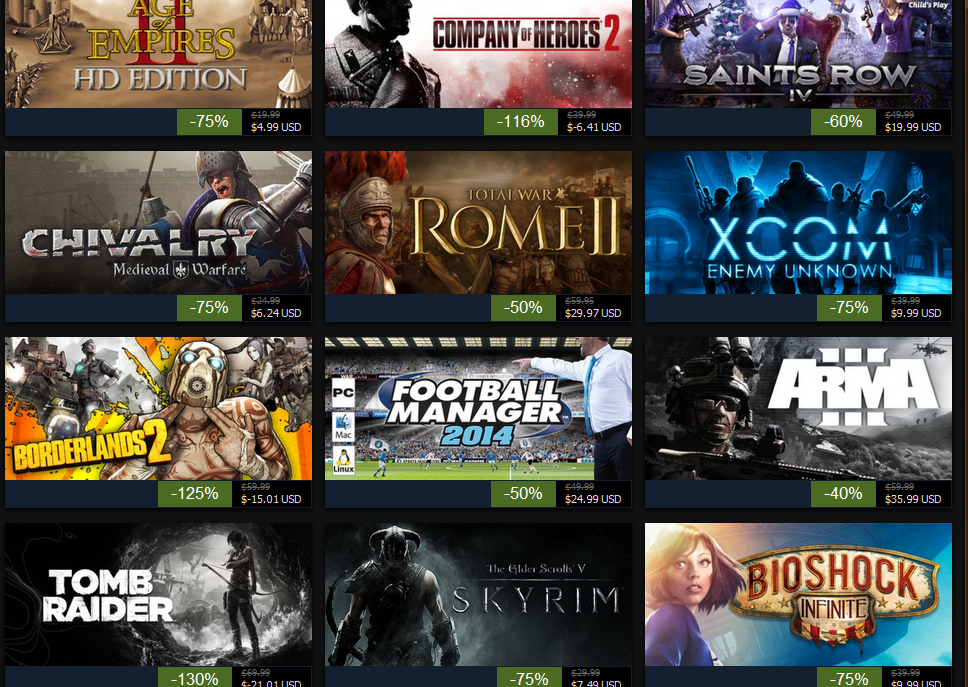 AGE
of
EMPIRES
II
HD EDITION
-75%
$19.99
$4.99 USD
COMPANY OF HEROES 2
-116%
$39.99
$-6.41 USD
Child's Play
SAINTS ROW
IV
-60%
$49.99
$19.99 USD
CHIVALRY
Medieval Warfare
-75%
$24.99
$6.24 USD
TOTAL WAR
ROME II
-50%
$59.95
$29.97 USD
XCOM
ENEMY UNKNOWN
-75%
$39.99
$9.99 USD
BORDERLANDS 2
-125%
$59.99
$-15.01 USD
PC
Mac
Linux
FOOTBALL
MANAGER
2014
-50%
$49.99
$24.99 USD
ARMA
III
-40%
$59.99
$35.99 USD
TOMB
RAIDER
-130%
$69.99
$-21.01 USD
The Elder Scrolls V
SKYRIM
-75%
$29.99
$7.49 USD
BIOSHOCK
INFINITE
-75%
$39.99
$9.99 USD